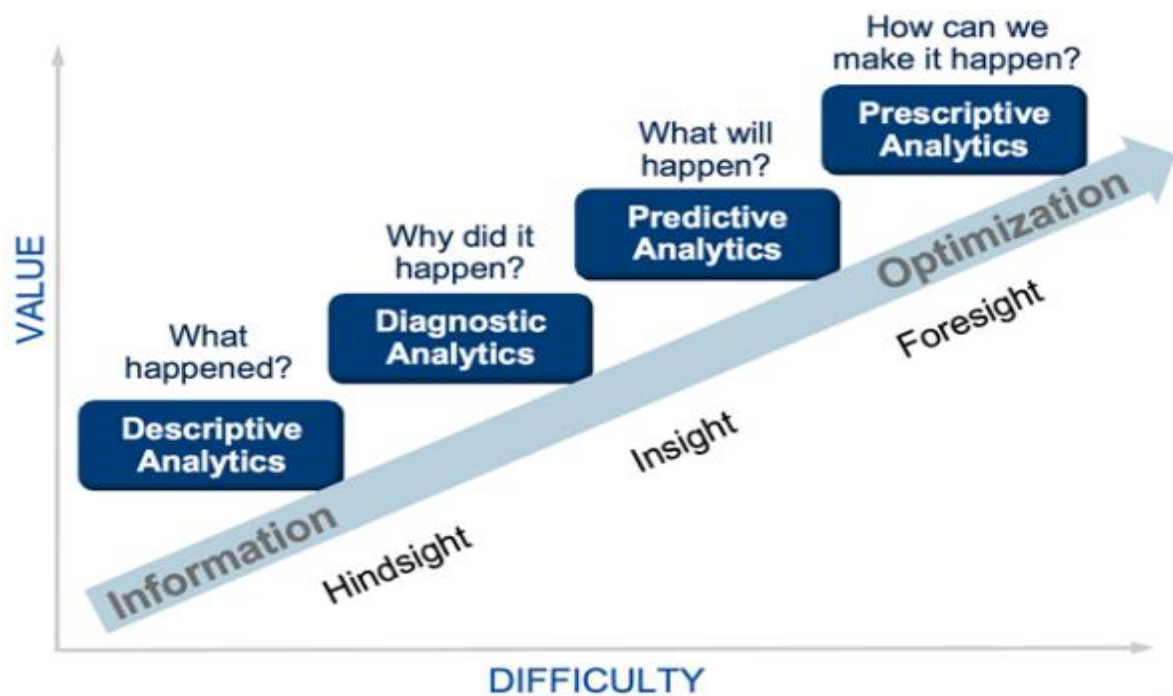 How can we
make it happen?
Prescriptive
Analytics
What will
happen?
Predictive
Analytics
Why did it
happen?
Diagnostic
Analytics
What
happened?
Descriptive
Analytics
VALUE
Information
Optimization
Hindsight
Insight
Foresight
DIFFICULTY